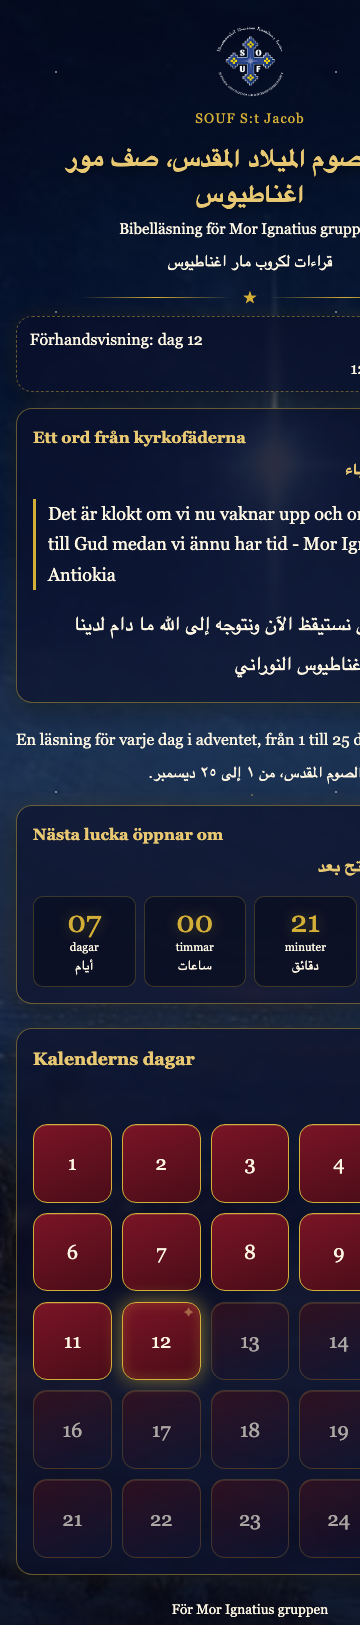 SOUF
SOUF S:t Jacob
صوم الميلاد المقدس، صف مور
اغناطيوس
Bibelläsning för Mor Ignatius
قراءات لكروب مار اغناطيوس
Förhandsvisning: dag 12
Ett ord från kyrkofäderna
Det är klokt om vi nu vaknar upp och
till Gud medan vi ännu har tid - Mor
Antiokia
نستيقظ الآن ونتوجه إلى الله ما دام لدينا
النوراني
En läsning för varje dag i adventet, från 1 till 25
الصوم المقدس، من ١ إلى ٢٥ ديسمبر.
Nästa lucka öppnar om
بعد
07 00 21
dagar timmar minuter
أيام ساعات دقائق
Kalenderns dagar
1 2 3 4
6 7 8 9
11 12 13 14
16 17 18 19
21 22 23 24
För Mor Ignatius gruppen